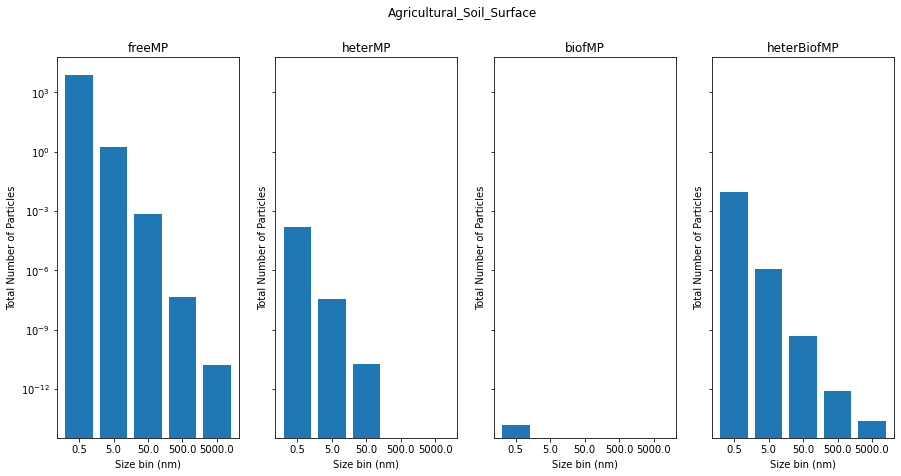 Agricultural_Soil_Surface
freeMP
heterMP
biofMP
heterBiofMP
Total Number of Particles
10^3
10^0
10^-3
10^-6
10^-9
10^-12
0.5 5.0 50.0 500.0 5000.0
Size bin (nm)
Total Number of Particles
0.5 5.0 50.0 500.0 5000.0
Size bin (nm)
Total Number of Particles
0.5 5.0 50.0 500.0 5000.0
Size bin (nm)
Total Number of Particles
0.5 5.0 50.0 500.0 5000.0
Size bin (nm)